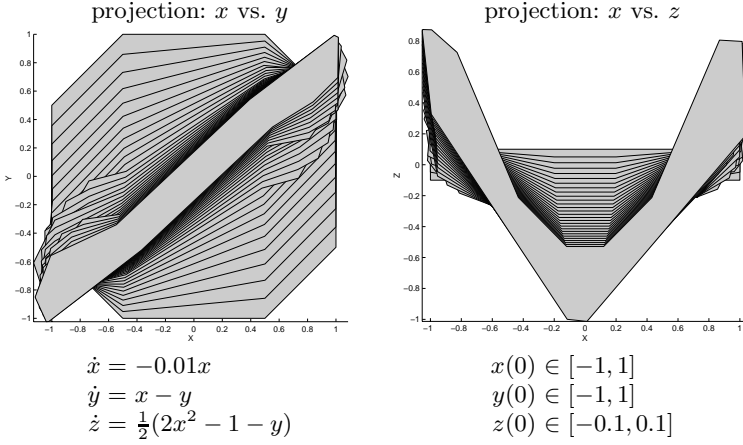 projection: x vs. y
projection: x vs. z
1
0.8
0.6
0.4
0.2
0
−0.2
−0.4
−0.6
−0.8
−1
Y
−1 −0.8 −0.6 −0.4 −0.2 0 0.2 0.4 0.6 0.8 1
X
0.8
0.6
0.4
0.2
0
−0.2
−0.4
−0.6
−0.8
−1
Z
−1 −0.8 −0.6 −0.4 −0.2 0 0.2 0.4 0.6 0.8 1
X
ẋ = −0.01x
ẏ = x − y
ż = ½(2x² − 1 − y)
x(0) ∈ [−1, 1]
y(0) ∈ [−1, 1]
z(0) ∈ [−0.1, 0.1]